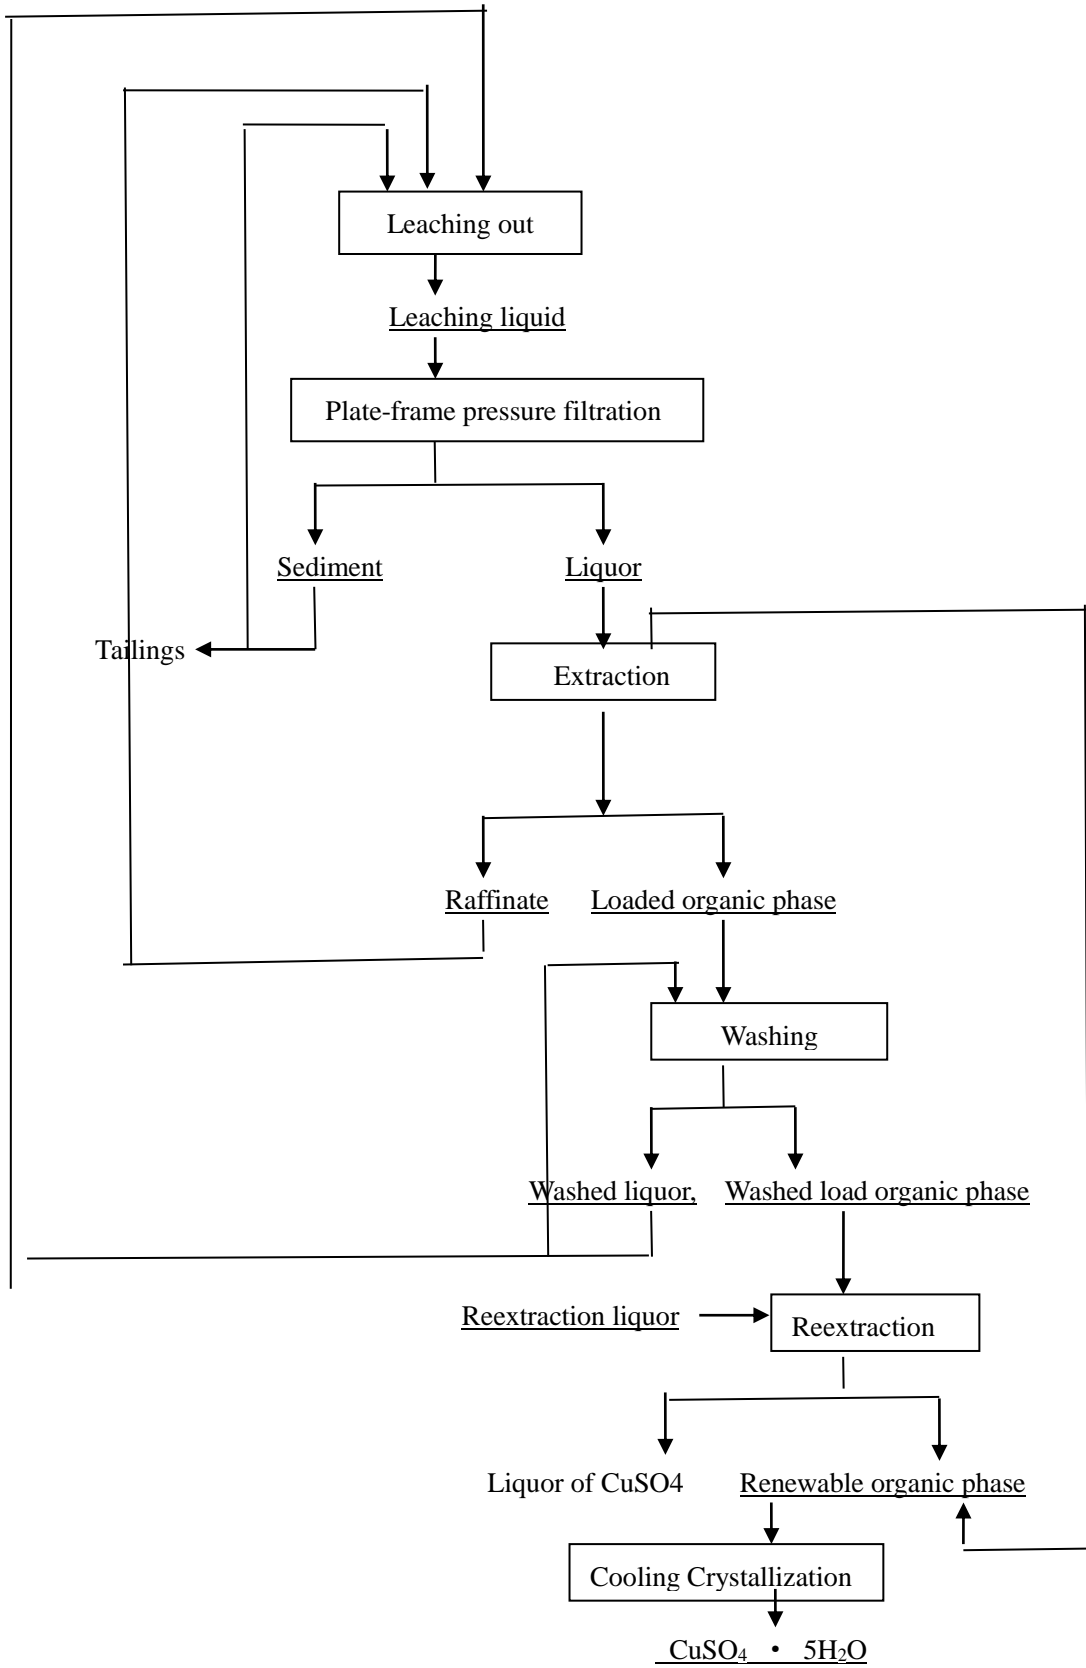 Leaching out
Leaching liquid
Plate-frame pressure filtration
Sediment
Liquor
Tailings
Extraction
Raffinate
Loaded organic phase
Washing
Washed liquor,
Washed load organic phase
Reextraction liquor
Reextraction
Liquor of CuSO4
Renewable organic phase
Cooling Crystallization
CuSO₄ • 5H₂O